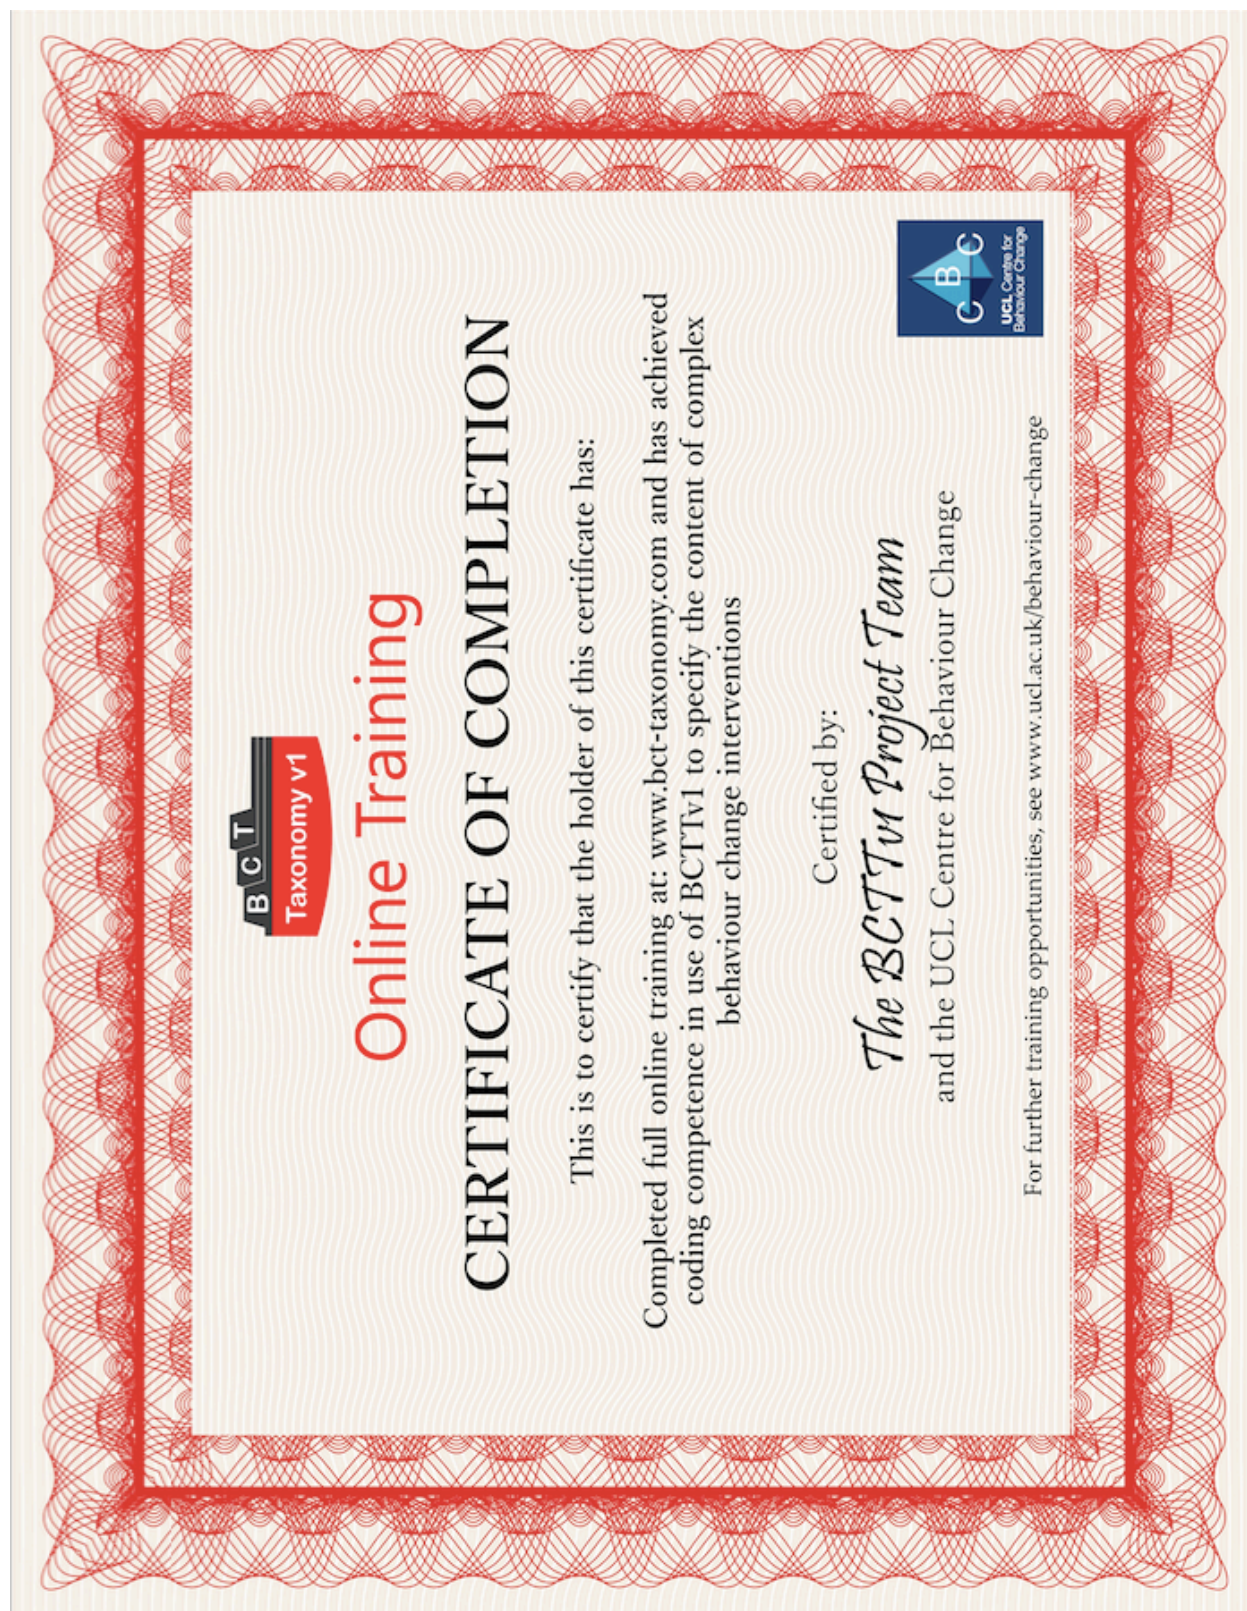 B C T
Taxonomy v1
Online Training
CERTIFICATE OF COMPLETION
This is to certify that the holder of this certificate has:
Completed full online training at: www.bct-taxonomy.com and has achieved
coding competence in use of BCTTv1 to specify the content of complex
behaviour change interventions
Certified by:
The BCTTv1 Project Team
and the UCL Centre for Behaviour Change
C B C
UCL Centre for
Behaviour Change
For further training opportunities, see www.ucl.ac.uk/behaviour-change